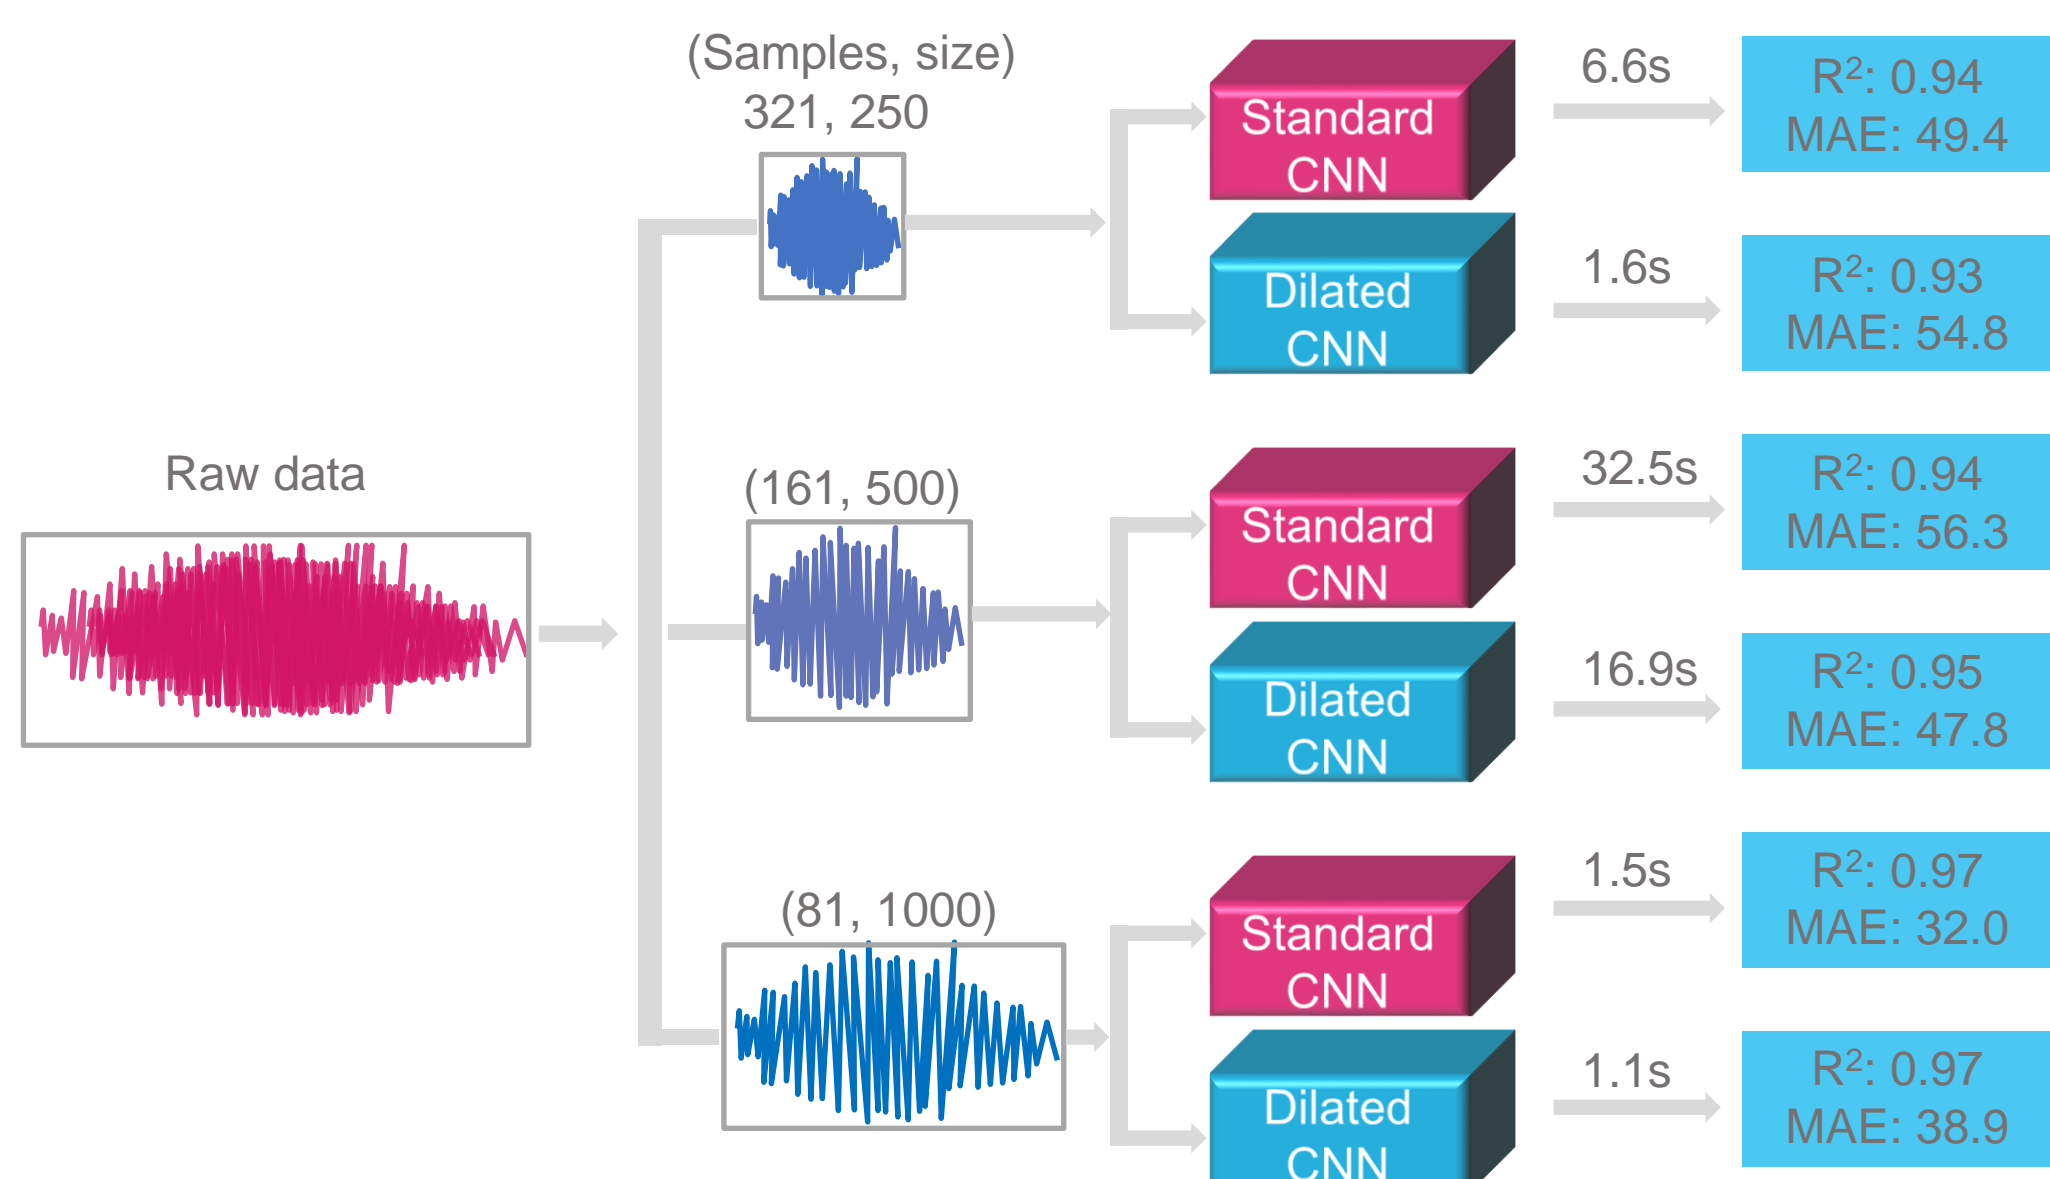 (Samples, size)
321, 250
Standard
CNN
6.6s
R²: 0.94
MAE: 49.4
Dilated
CNN
1.6s
R²: 0.93
MAE: 54.8
Raw data
(161, 500)
Standard
CNN
32.5s
R²: 0.94
MAE: 56.3
Dilated
CNN
16.9s
R²: 0.95
MAE: 47.8
(81, 1000)
Standard
CNN
1.5s
R²: 0.97
MAE: 32.0
Dilated
CNN
1.1s
R²: 0.97
MAE: 38.9